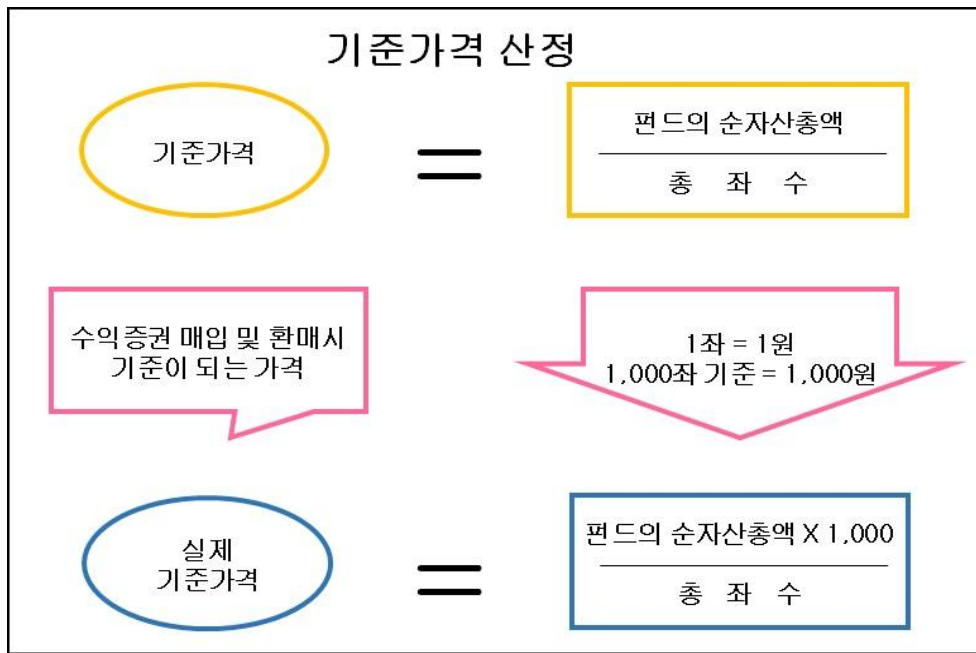 기준가격 산정
기준가격
=
펀드의 순자산총액
총 좌 수
수익증권 매입 및 환매시
기준이 되는 가격
1좌 = 1원
1,000좌 기준 = 1,000원
실제
기준가격
=
펀드의 순자산총액 X 1,000
총 좌 수